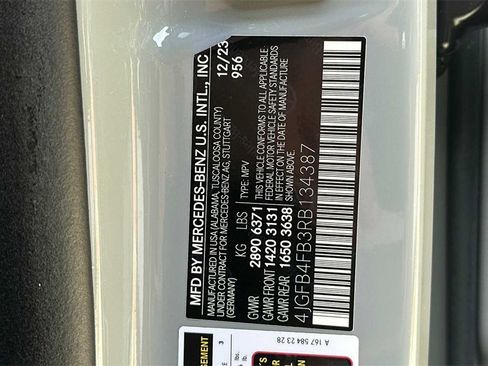 MFD BY MERCEDES-BENZ U.S. INTL., INC
MANUFACTURED IN USA (ALABAMA, TUSCALOOSA COUNTY)
UNDER CONTRACT FOR MERCEDES-BENZ AG, STUTTGART
(GERMANY)
12/23
956
TYPE: MPV
KG LBS
GVWR 2890 6371
GAWR FRONT 1420 3131
GAWR REAR 1650 3638
THIS VEHICLE CONFORMS TO ALL APPLICABLE
FEDERAL MOTOR VEHICLE SAFETY STANDARDS
IN EFFECT ON THE DATE OF MANUFACTURE
SHOWN ABOVE.
4JGFB4FB3RB134387
A 167 584 23 28
3
lbs.